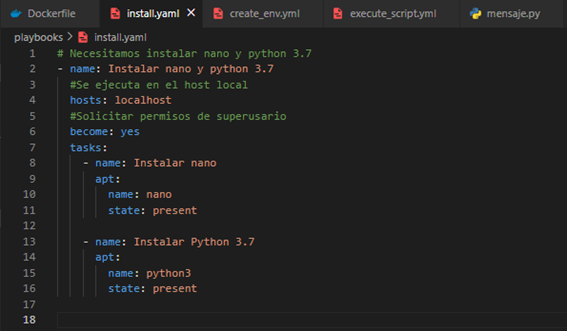 Dockerfile install.yaml create_env.yml execute_script.yml mensaje.py
playbooks > install.yaml
1 # Necesitamos instalar nano y python 3.7
2 - name: Instalar nano y python 3.7
3 #Se ejecuta en el host local
4 hosts: localhost
5 #Solicitar permisos de superusario
6 become: yes
7 tasks:
8 - name: Instalar nano
9 apt:
10 name: nano
11 state: present
12
13 - name: Instalar Python 3.7
14 apt:
15 name: python3
16 state: present
17
18